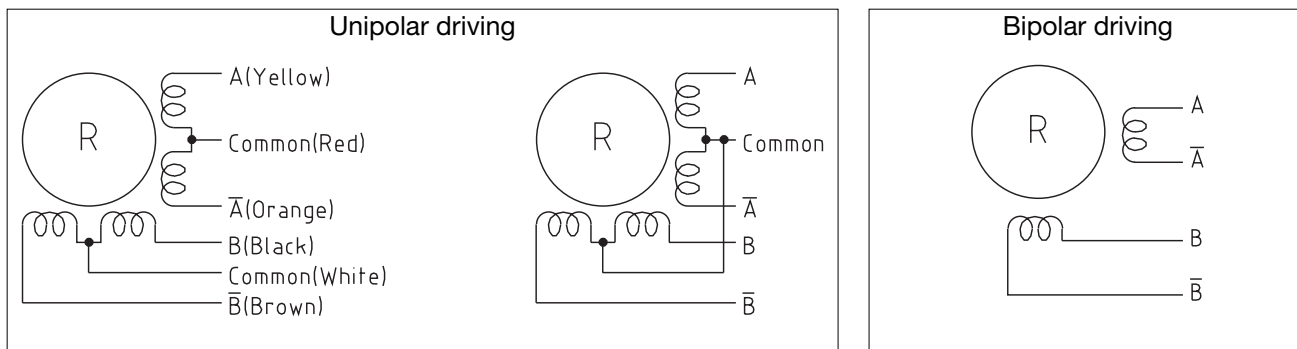 Unipolar driving
A(Yellow)
R
Common(Red)
A̅(Orange)
B(Black)
Common(White)
B̅(Brown)
A
R
Common
A̅
B
B̅
Bipolar driving
R
A
A̅
B
B̅